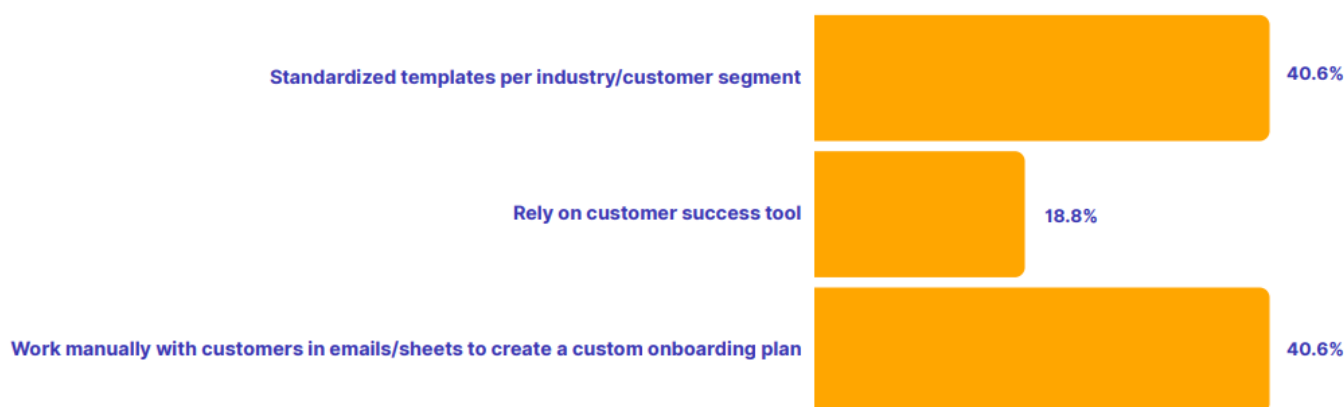 Standardized templates per industry/customer segment
40.6%
Rely on customer success tool
18.8%
Work manually with customers in emails/sheets to create a custom onboarding plan
40.6%